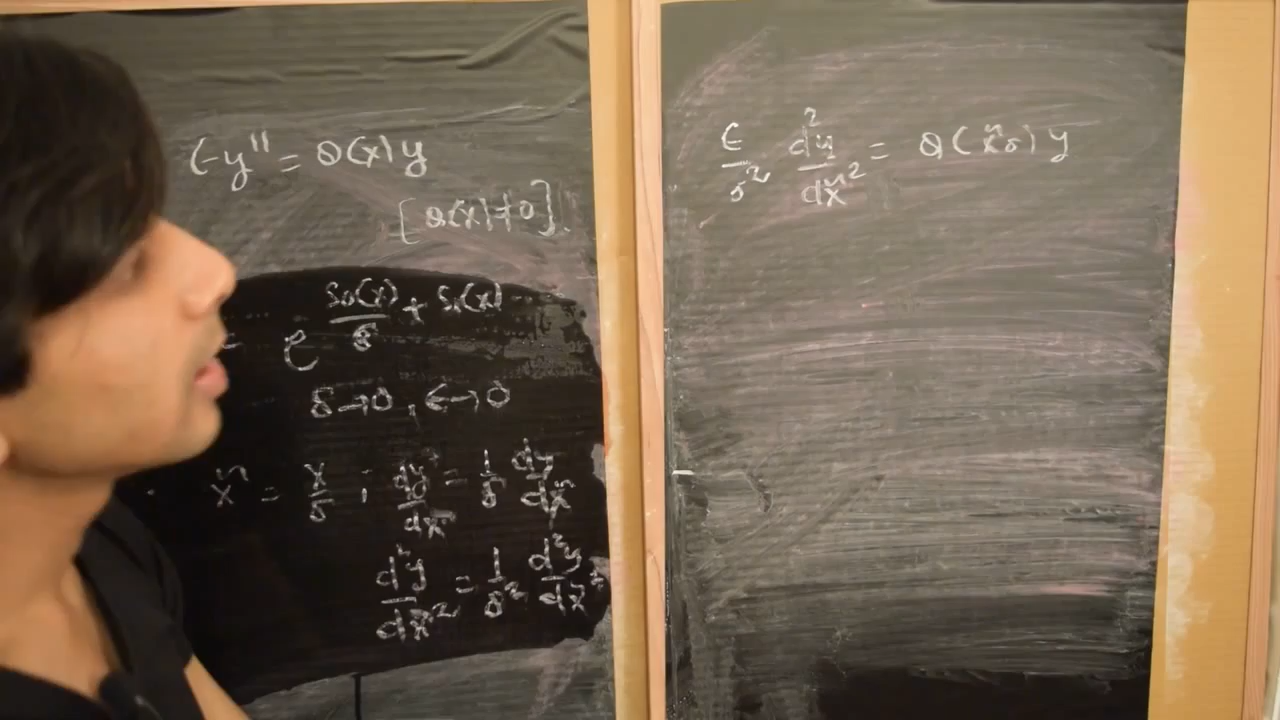 εy'' = Q(x)y
[Q(x)≠0].
= e^{S₀(x)/δ + S₁(x) ...}
δ→0, ε→0
x̃ = x/δ ; dy/dx = 1/δ dy/dx̃
d²y/dx² = 1/δ² d²y/dx̃²
ε/δ² d²y/dx̃² = Q(x̃δ)y